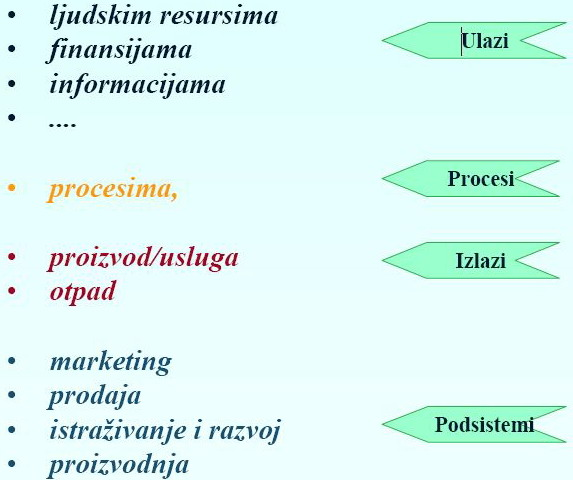 • ljudskim resursima
• finansijama
• informacijama
• ....
Ulazi
• procesima,
Procesi
• proizvod/usluga
• otpad
Izlazi
• marketing
• prodaja
• istraživanje i razvoj
• proizvodnja
Podsistemi